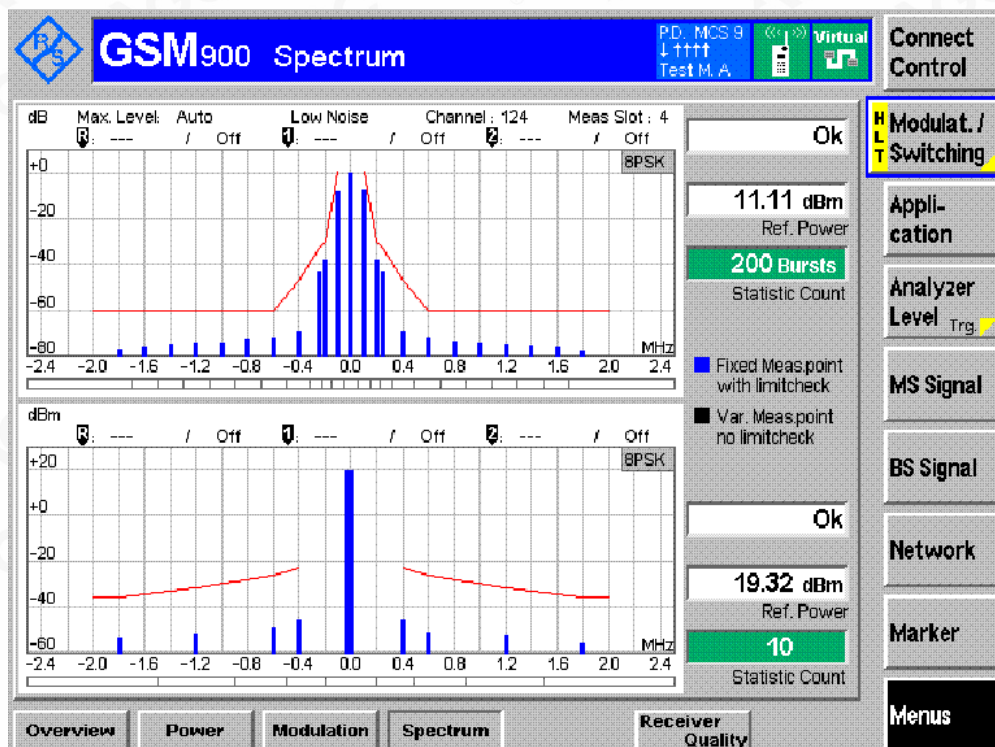 R/S
GSM900 Spectrum
P.D. MCS 9
↓ ↑↑↑↑
Test M. A
Virtual
Connect
Control
dB Max. Level: Auto Low Noise Channel : 124 Meas Slot : 4
R: --- / Off 1: --- / Off 2: --- / Off
8PSK
+0
-20
-40
-60
-80
MHz
-2.4 -2.0 -1.6 -1.2 -0.8 -0.4 0.0 0.4 0.8 1.2 1.6 2.0 2.4
Ok
11.11 dBm
Ref. Power
200 Bursts
Statistic Count
Fixed Meas.point
with limitcheck
Var. Meas.point
no limitcheck
dBm
R: --- / Off 1: --- / Off 2: --- / Off
8PSK
+20
+0
-20
-40
-60
MHz
-2.4 -2.0 -1.6 -1.2 -0.8 -0.4 0.0 0.4 0.8 1.2 1.6 2.0 2.4
Ok
19.32 dBm
Ref. Power
10
Statistic Count
HLT
Modulat. /
Switching
Appli-
cation
Analyzer
Level Trg.
MS Signal
BS Signal
Network
Marker
Menus
Overview
Power
Modulation
Spectrum
Receiver
Quality